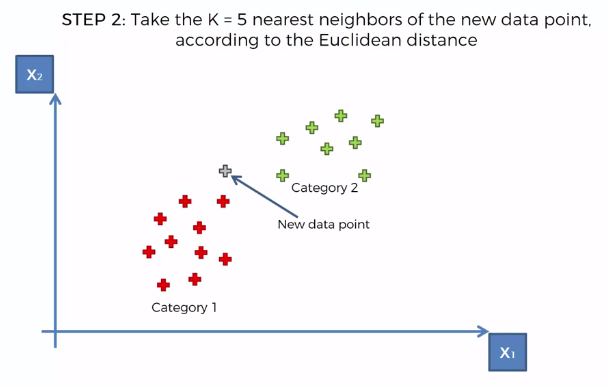 STEP 2: Take the K = 5 nearest neighbors of the new data point,
according to the Euclidean distance
X2
Category 2
New data point
Category 1
X1